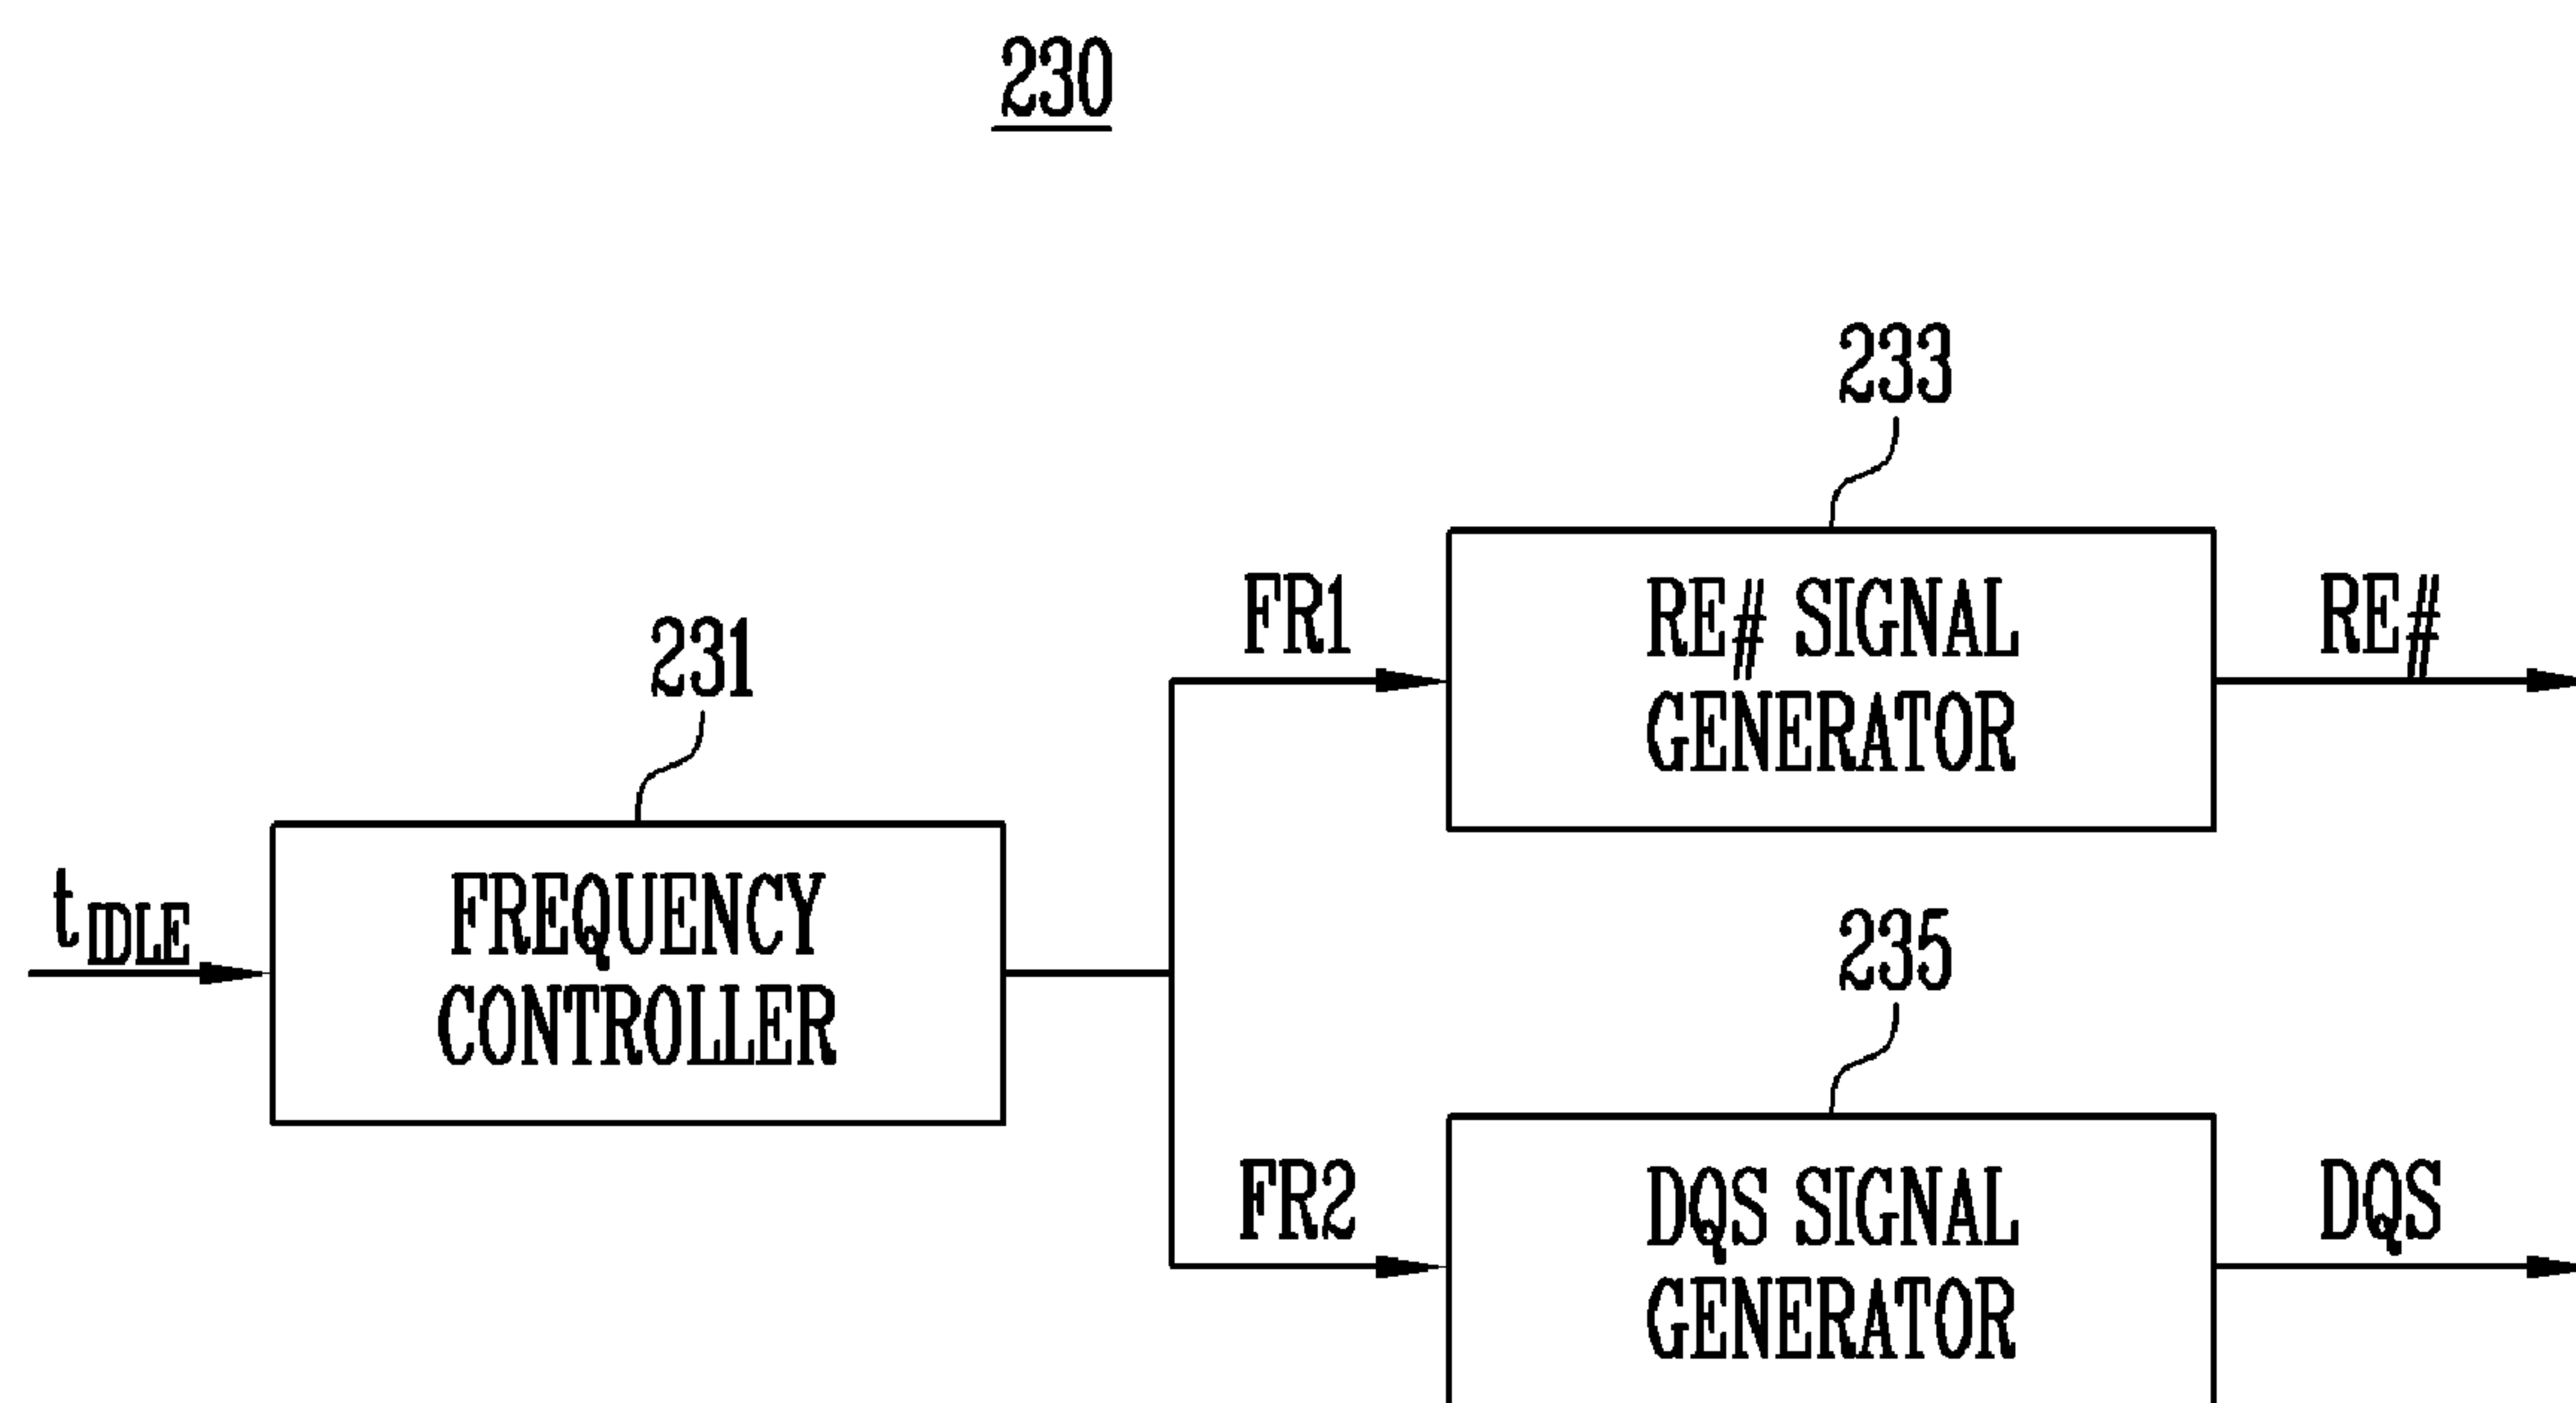 230
233
FR1
RE# SIGNAL
GENERATOR
RE#
231
tIDLE
FREQUENCY
CONTROLLER
235
FR2
DQS SIGNAL
GENERATOR
DQS